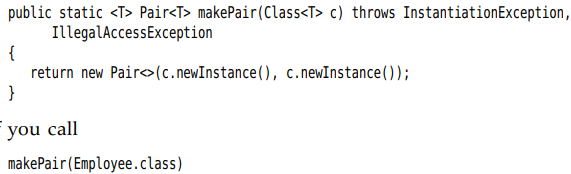 public static <T> Pair<T> makePair(Class<T> c) throws InstantiationException,
IllegalAccessException
{
return new Pair<>(c.newInstance(), c.newInstance());
}
you call
makePair(Employee.class)